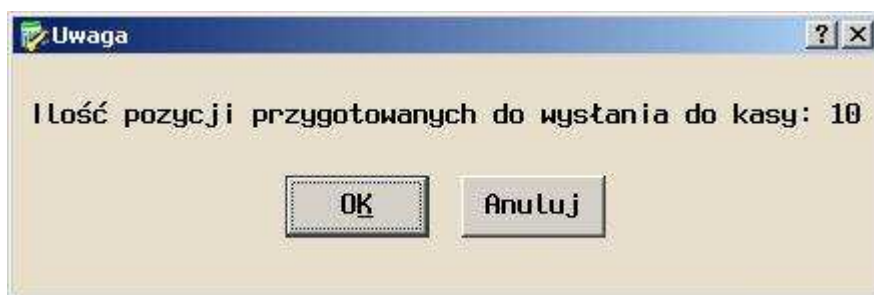 Uwaga
Ilość pozycji przygotowanych do wysłania do kasy: 10
OK
Anuluj